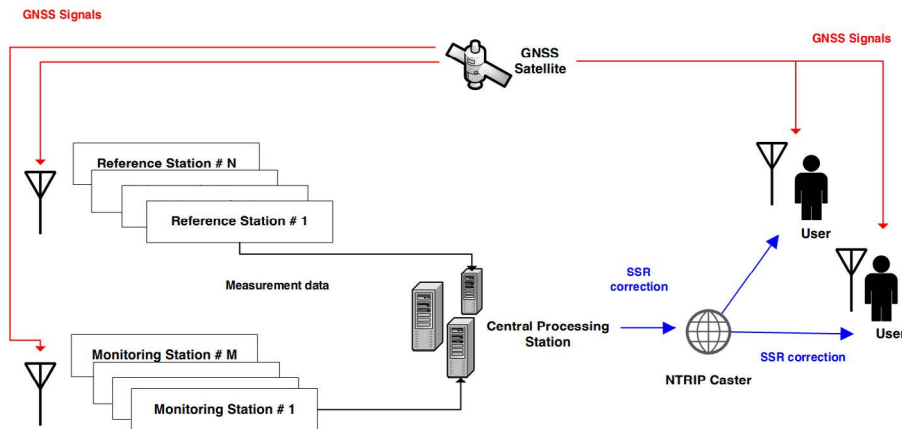 GNSS Signals
GNSS
Satellite
GNSS Signals
Reference Station # N
Reference Station # 1
User
Measurement data
SSR
correction
Central Processing
Station
User
Monitoring Station # M
SSR correction
NTRIP Caster
Monitoring Station # 1